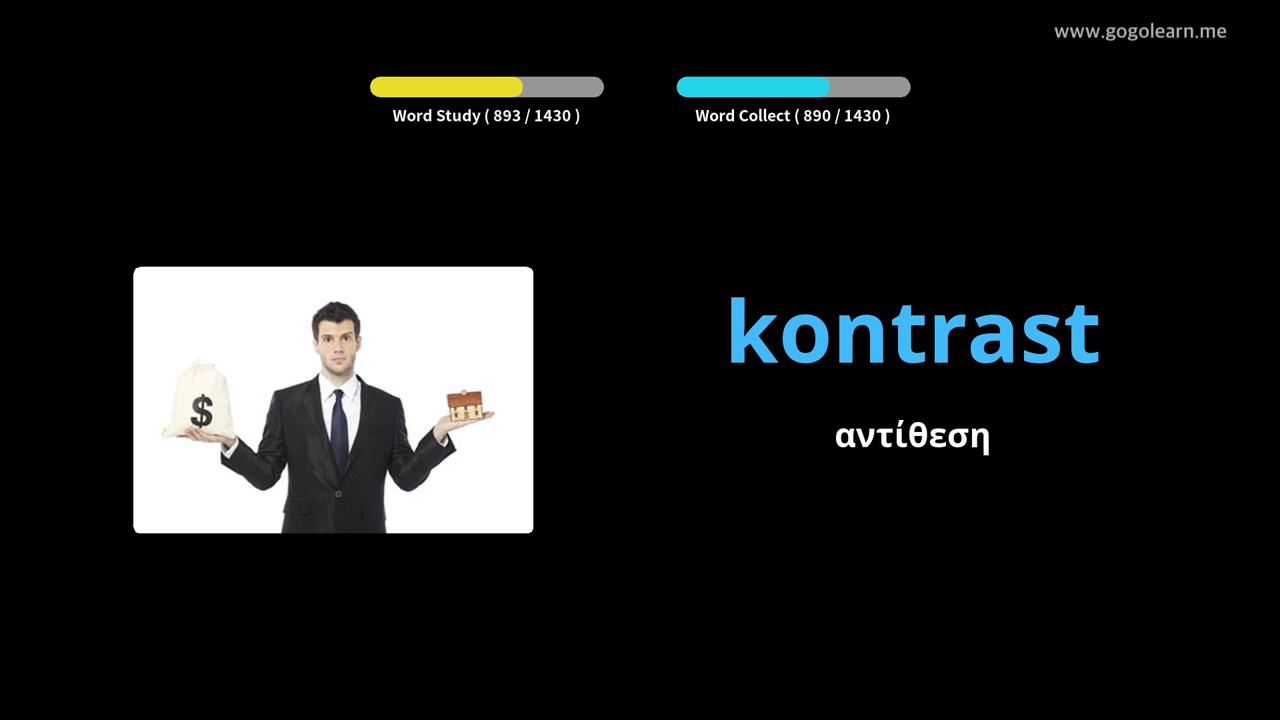 www.gogolearn.me
Word Study ( 893 / 1430 )
Word Collect ( 890 / 1430 )
$
kontrast
αντίθεση